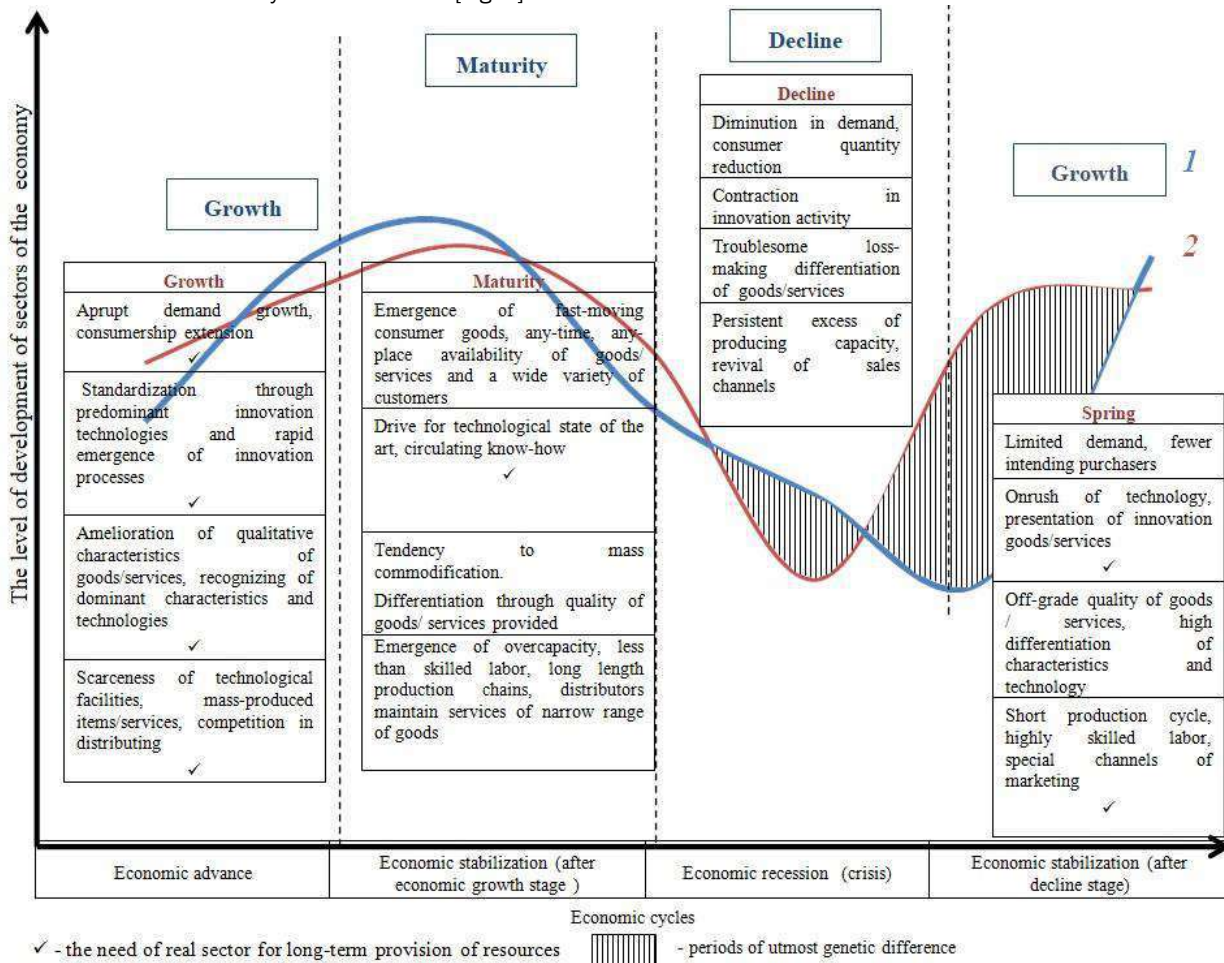 The level of development of sectors of the economy
Growth
Maturity
Decline
Growth
1
2
Growth
Aprupt demand growth,
consumership extension
✓
Standardization through
predominant innovation
technologies and rapid
emergence of innovation
processes
✓
Amelioration of qualitative
characteristics of
goods/services, recognizing of
dominant characteristics and
technologies
✓
Scarceness of technological
facilities, mass-produced
items/services, competition in
distributing
✓
Maturity
Emergence of fast-moving
consumer goods, any-time, any-
place availability of goods/
services and a wide variety of
customers
Drive for technological state of the
art, circulating know-how
✓
Tendency to mass
commodification.
Differentiation through quality of
goods/ services provided
Emergence of overcapacity, less
than skilled labor, long length
production chains, distributors
maintain services of narrow range
of goods
Decline
Diminution in demand,
consumer quantity
reduction
Contraction in
innovation activity
Troublesome loss-
making differentiation
of goods/services
Persistent excess of
producing capacity,
revival of sales
channels
Spring
Limited demand, fewer
intending purchasers
Onrush of technology,
presentation of innovation
goods/services
✓
Off-grade quality of goods
/ services, high
differentiation of
characteristics and
technology
Short production cycle,
highly skilled labor,
special channels of
marketing
✓
Economic advance
Economic stabilization (after
economic growth stage )
Economic recession (crisis)
Economic stabilization (after
decline stage)
Economic cycles
✓ - the need of real sector for long-term provision of resources
- periods of utmost genetic difference